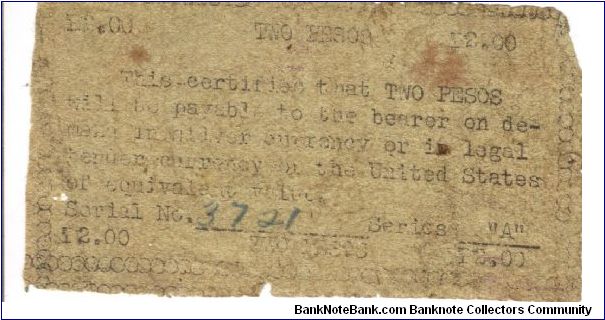 TWO PESOS ₱2.00
This certifies that TWO PESOS
will be payable to the bearer on de-
mand in silver currency or in legal
tender currency of the United States
of equivalent value.
Serial No. 3721 Series "A"
₱2.00 TWO PESOS ₱2.00
BankNoteBank.com Banknote Collectors Community